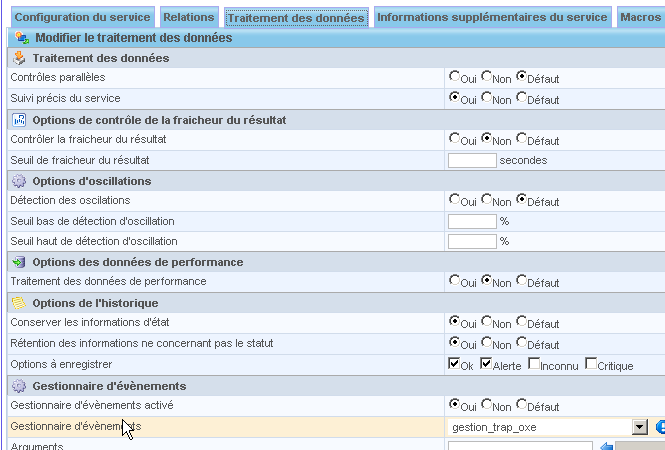 Configuration du service Relations Traitement des données Informations supplémentaires du service Macros
Modifier le traitement des données
Traitement des données
Contrôles parallèles Oui Non Défaut
Suivi précis du service Oui Non Défaut
Options de contrôle de la fraicheur du résultat
Contrôler la fraicheur du résultat Oui Non Défaut
Seuil de fraicheur du résultat secondes
Options d'oscillations
Détection des oscilations Oui Non Défaut
Seuil bas de détection d'oscillation %
Seuil haut de détection d'oscillation %
Options des données de performance
Traitement des données de performance Oui Non Défaut
Options de l'historique
Conserver les informations d'état Oui Non Défaut
Rétention des informations ne concernant pas le statut Oui Non Défaut
Options à enregistrer Ok Alerte Inconnu Critique
Gestionnaire d'évènements
Gestionnaire d'évènements activé Oui Non Défaut
Gestionnaire d'évènements gestion_trap_oxe
Arguments